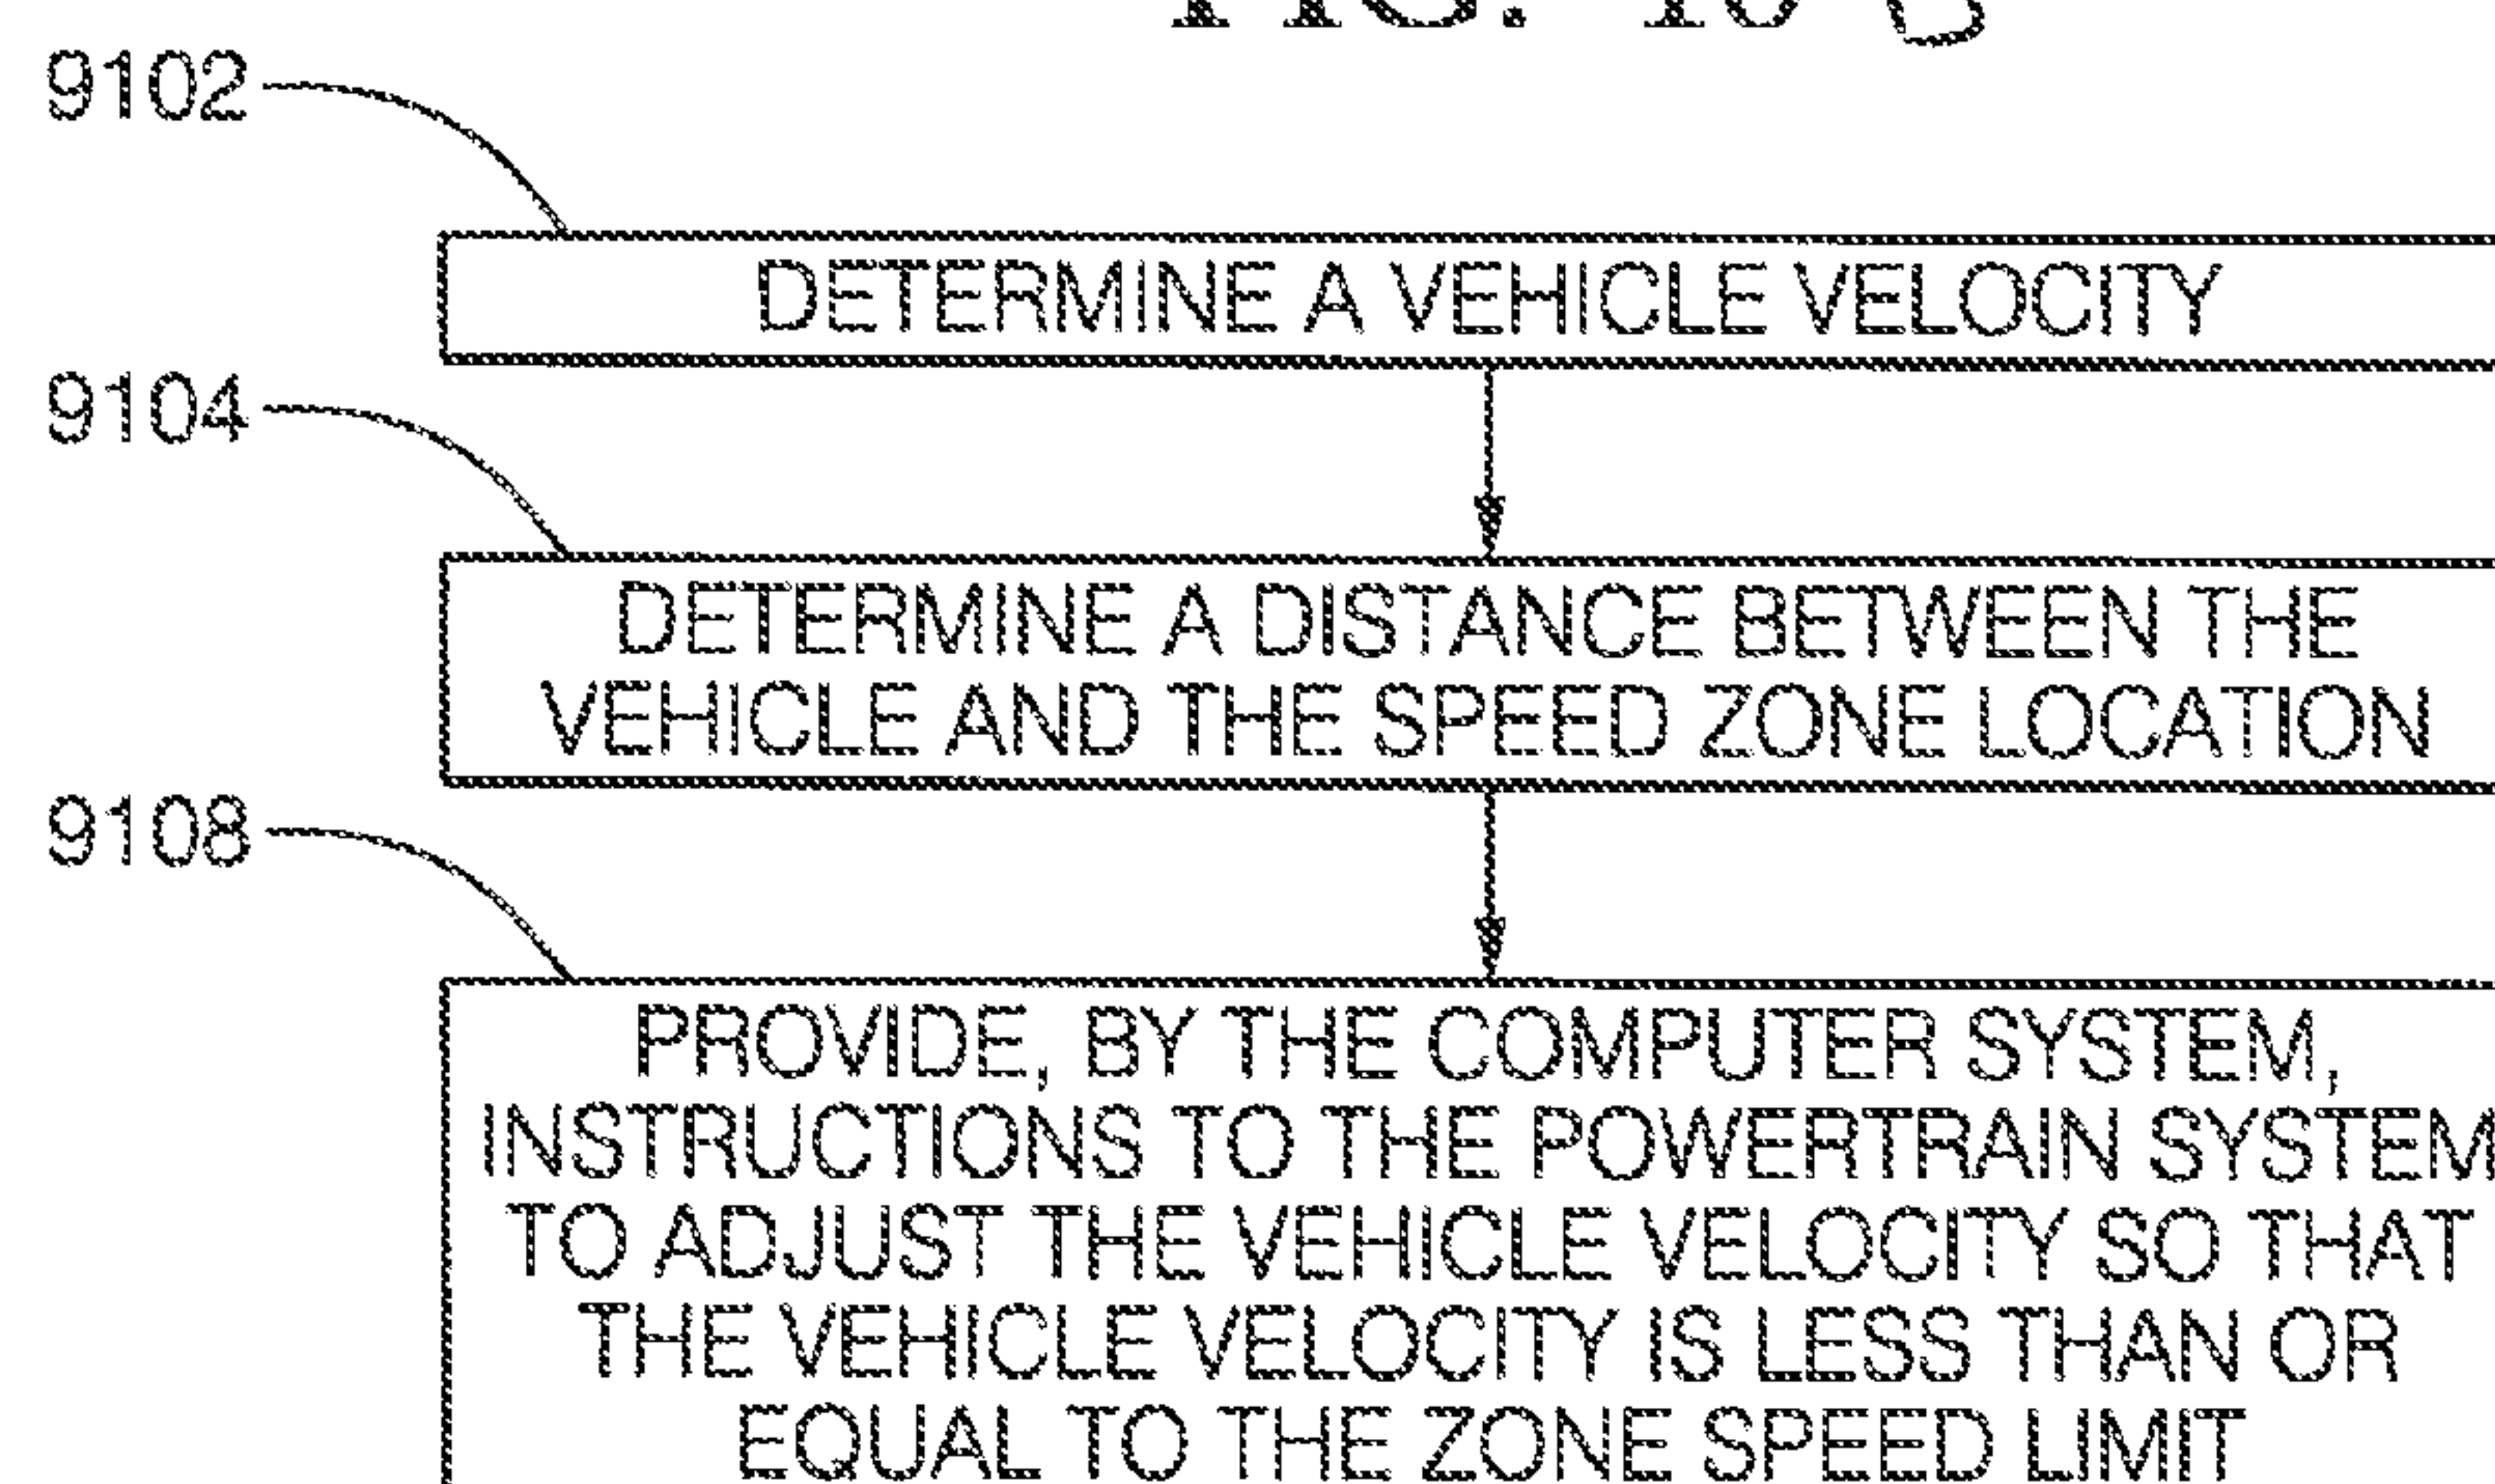 FIG. 10
9102
DETERMINE A VEHICLE VELOCITY
9104
DETERMINE A DISTANCE BETWEEN THE
VEHICLE AND THE SPEED ZONE LOCATION
9108
PROVIDE, BY THE COMPUTER SYSTEM,
INSTRUCTIONS TO THE POWERTRAIN SYSTEM
TO ADJUST THE VEHICLE VELOCITY SO THAT
THE VEHICLE VELOCITY IS LESS THAN OR
EQUAL TO THE ZONE SPEED LIMIT